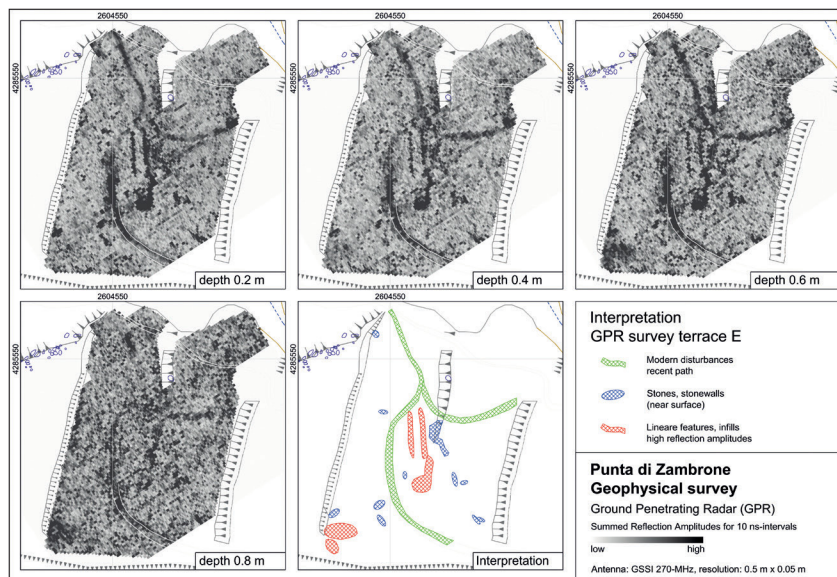 2604550
2604550
2604550
4285550
depth 0.2 m
depth 0.4 m
depth 0.6 m
2604550
2604550
4285550
depth 0.8 m
Interpretation
Interpretation
GPR survey terrace E
Modern disturbances
recent path
Stones, stonewalls
(near surface)
Lineare features, infills
high reflection amplitudes
Punta di Zambrone
Geophysical survey
Ground Penetrating Radar (GPR)
Summed Reflection Amplitudes for 10 ns-intervals
low high
Antenna: GSSI 270-MHz, resolution: 0.5 m x 0.05 m